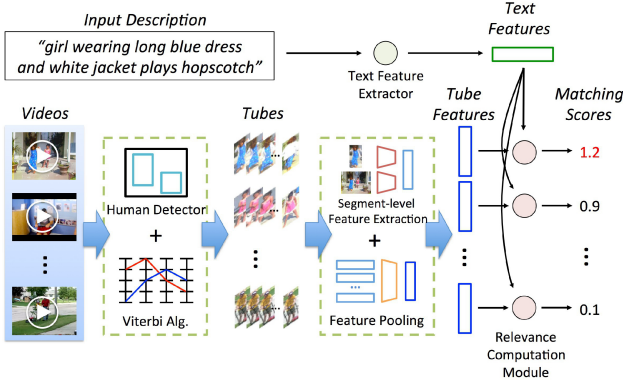 Input Description
"girl wearing long blue dress
and white jacket plays hopscotch"
Text Feature
Extractor
Text
Features
Videos
Human Detector
+
Viterbi Alg.
Tubes
...
...
...
Segment-level
Feature Extraction
+
...
Feature Pooling
Tube
Features
Matching
Scores
1.2
0.9
0.1
Relevance
Computation
Module